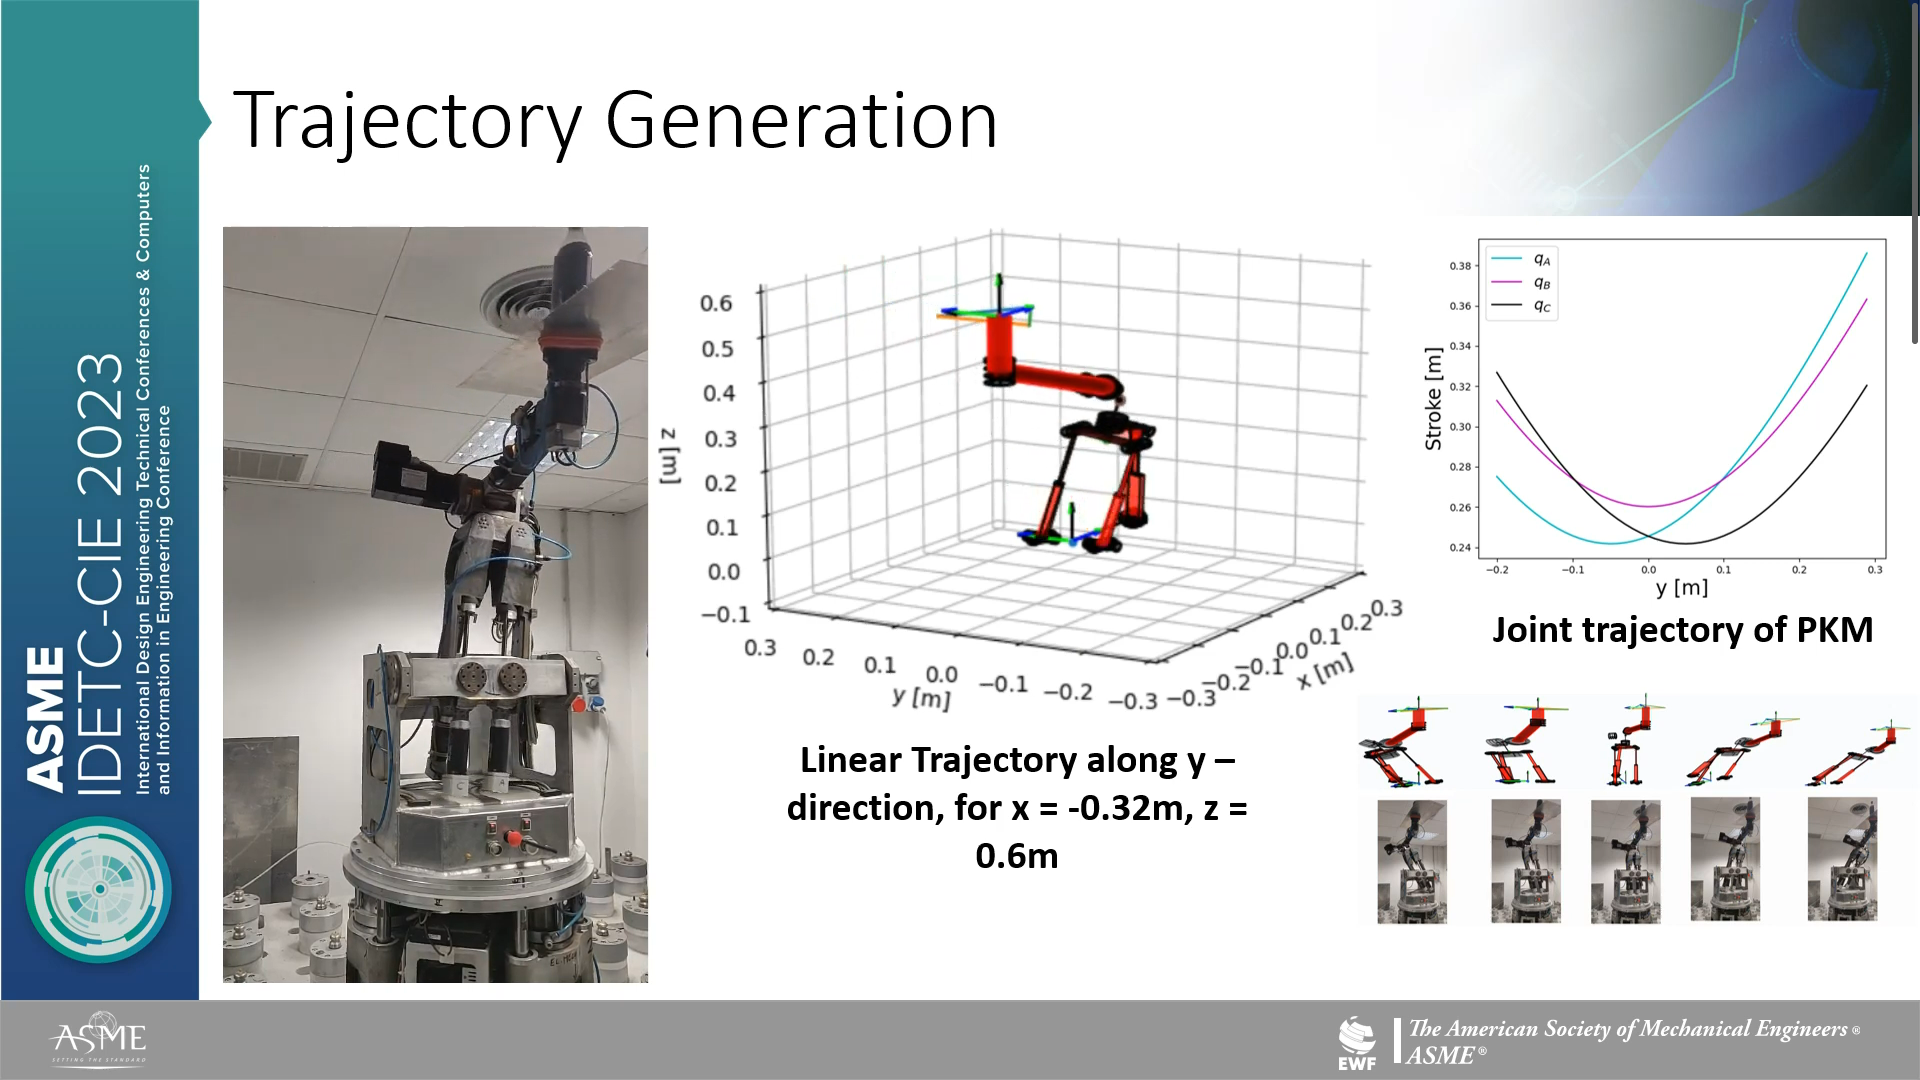 Trajectory Generation
ASME
IDETC-CIE 2023
International Design Engineering Technical Conferences & Computers
and Information in Engineering Conference
0.6
0.5
0.4
0.3
0.2
0.1
0.0
−0.1
z [m]
0.3
0.2
0.1
0.0
−0.1
−0.2
−0.3
y [m]
−0.3
−0.2
−0.1
0.0
0.1
0.2
0.3
x [m]
Linear Trajectory along y –
direction, for x = -0.32m, z =
0.6m
qA
qB
qC
0.38
0.36
0.34
0.32
0.30
0.28
0.26
0.24
Stroke [m]
−0.2
−0.1
0.0
0.1
0.2
0.3
y [m]
Joint trajectory of PKM
ASME
SETTING THE STANDARD
EWF
The American Society of Mechanical Engineers ®
ASME ®